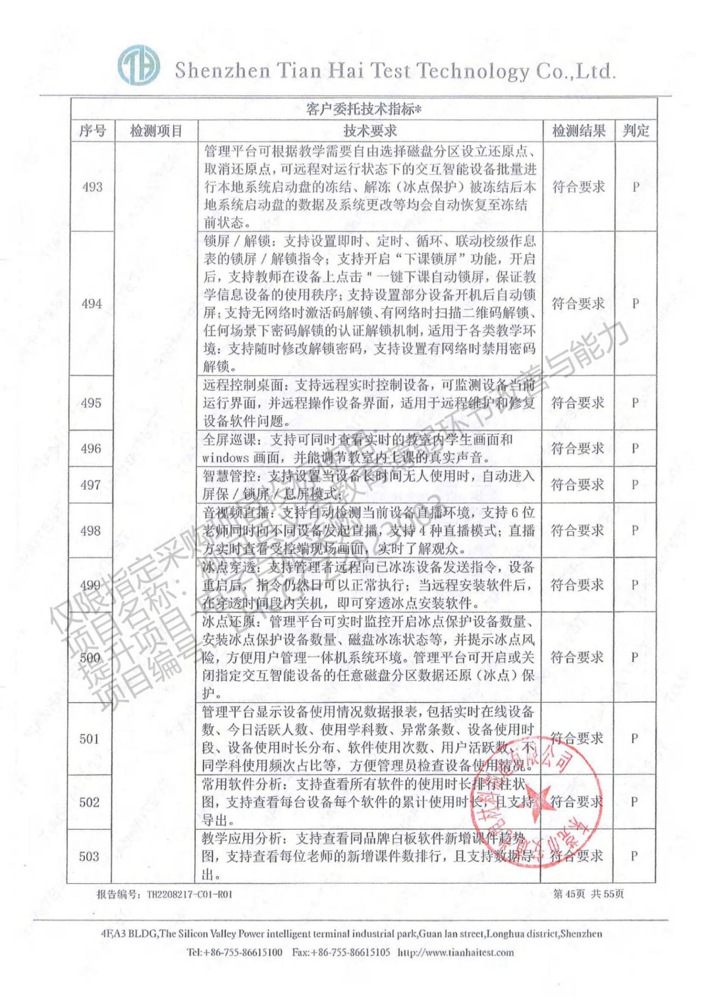 TH
Shenzhen Tian Hai Test Technology Co.,Ltd.
客户委托技术指标*
序号 检测项目 技术要求 检测结果 判定
管理平台可根据教学需要自由选择磁盘分区设立还原点、
取消还原点，可远程对运行状态下的交互智能设备批量进
493 行本地系统启动盘的冻结、解冻（冰点保护）被冻结后本 符合要求 P
地系统启动盘的数据及系统更改等均会自动恢复至冻结
前状态。
锁屏/解锁：支持设置即时、定时、循环、联动校级作息
表的锁屏/解锁指令；支持开启“下课锁屏”功能，开启
后，支持教师在设备上点击"一键下课自动锁屏，保证教
学信息设备的使用秩序；支持设置部分设备开机后自动锁
494 屏；支持无网络时激活码解锁、有网络时扫描二维码解锁、 符合要求 P
任何场景下密码解锁的认证解锁机制，适用于各类教学环
境：支持随时修改解锁密码，支持设置有网络时禁用密码
解锁。
远程控制桌面：支持远程实时控制设备，可监测设备当前
495 运行界面，并远程操作设备界面，适用于远程维护和修复 符合要求 P
设备软件问题。
496 全屏巡课：支持可同时查看实时的教室内学生画面和 符合要求 P
windows 画面，并能调节教室内上课的真实声音。
497 智慧管控：支持设置当设备长时间无人使用时，自动进入 符合要求 P
屏保/锁屏/息屏模式；
音视频直播：支持自动检测当前设备直播环境，支持 6 位
498 老师同时向不同设备发起直播，支持 4 种直播模式；直播 符合要求 P
方实时查看受控端现场画面，实时了解观众。
冰点穿透：支持管理者远程向已冰冻设备发送指令，设备
499 重启后，指令仍然日可以正常执行；当远程安装软件后， 符合要求 P
在穿透时间段内关机，即可穿透冰点安装软件。
冰点还原：管理平台可实时监控开启冰点保护设备数量、
安装冰点保护设备数量、磁盘冰冻状态等，并提示冰点风
500 险，方便用户管理一体机系统环境。管理平台可开启或关 符合要求 P
闭指定交互智能设备的任意磁盘分区数据还原（冰点）保
护。
管理平台显示设备使用情况数据报表，包括实时在线设备
501 数、今日活跃人数、使用学科数、异常条数、设备使用时 符合要求 P
段、设备使用时长分布、软件使用次数、用户活跃数、不
同学科使用频次占比等，方便管理员检查设备使用情况。
常用软件分析：支持查看所有软件的使用时长排行柱状
502 图，支持查看每台设备每个软件的累计使用时长，且支持 符合要求 P
导出。
教学应用分析：支持查看同品牌白板软件新增课件趋势
503 图，支持查看每位老师的新增课件数排行，且支持数据导 符合要求 P
出。
仅限指定采购项目投标使用；
项目名称：义务教育薄弱环节改善与能力
提升项目-电子白板采购
项目编号：
报告编号：TH2208217-C01-R01 第45页 共55页
4F,A3 BLDG,The Silicon Valley Power intelligent terminal industrial park,Guan lan street,Longhua district,Shenzhen
Tel:+86-755-86615100 Fax:+86-755-86615105 http://www.tianhaitest.com